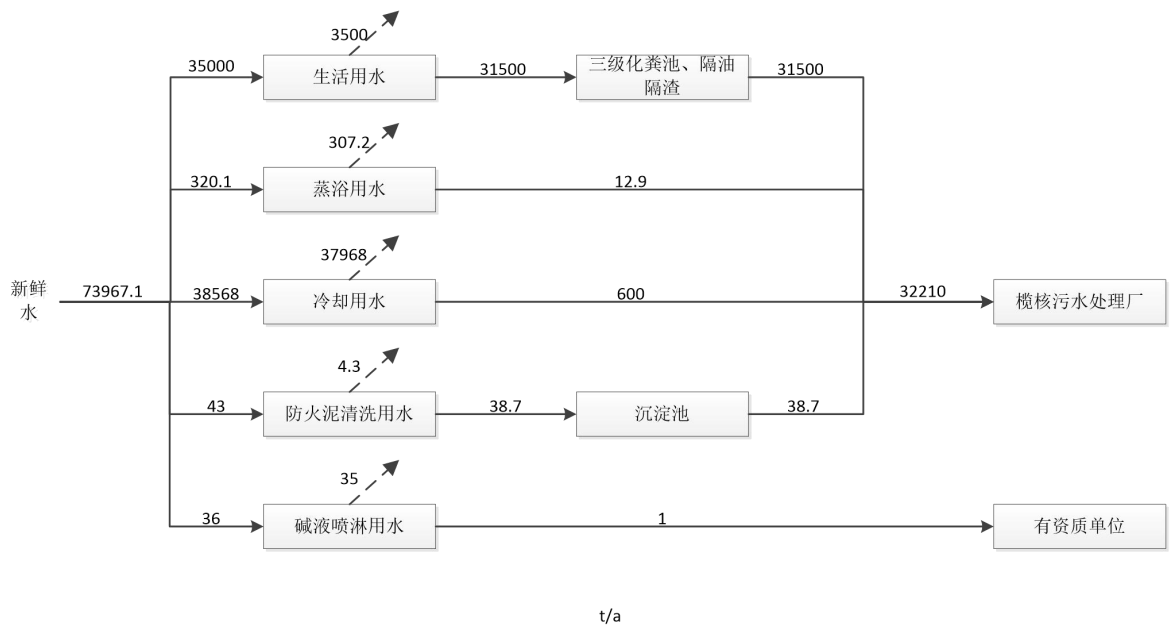 3500
35000
生活用水
31500
三级化粪池、隔油
隔渣
31500
307.2
320.1
蒸浴用水
12.9
37968
新鲜
水
73967.1
38568
冷却用水
600
32210
榄核污水处理厂
4.3
43
防火泥清洗用水
38.7
沉淀池
38.7
35
36
碱液喷淋用水
1
有资质单位
t/a